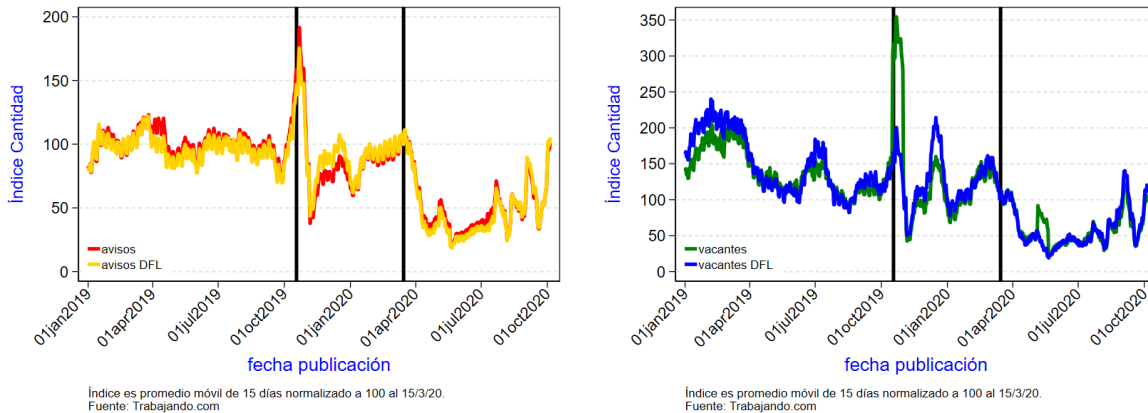 Índice Cantidad
200
150
100
50
0
avisos
avisos DFL
01jan2019
01apr2019
01jul2019
01oct2019
01jan2020
01apr2020
01jul2020
01oct2020
fecha publicación
Índice es promedio móvil de 15 días normalizado a 100 al 15/3/20.
Fuente: Trabajando.com
Índice Cantidad
350
300
250
200
150
100
50
0
vacantes
vacantes DFL
01jan2019
01apr2019
01jul2019
01oct2019
01jan2020
01apr2020
01jul2020
01oct2020
fecha publicación
Índice es promedio móvil de 15 días normalizado a 100 al 15/3/20.
Fuente: Trabajando.com